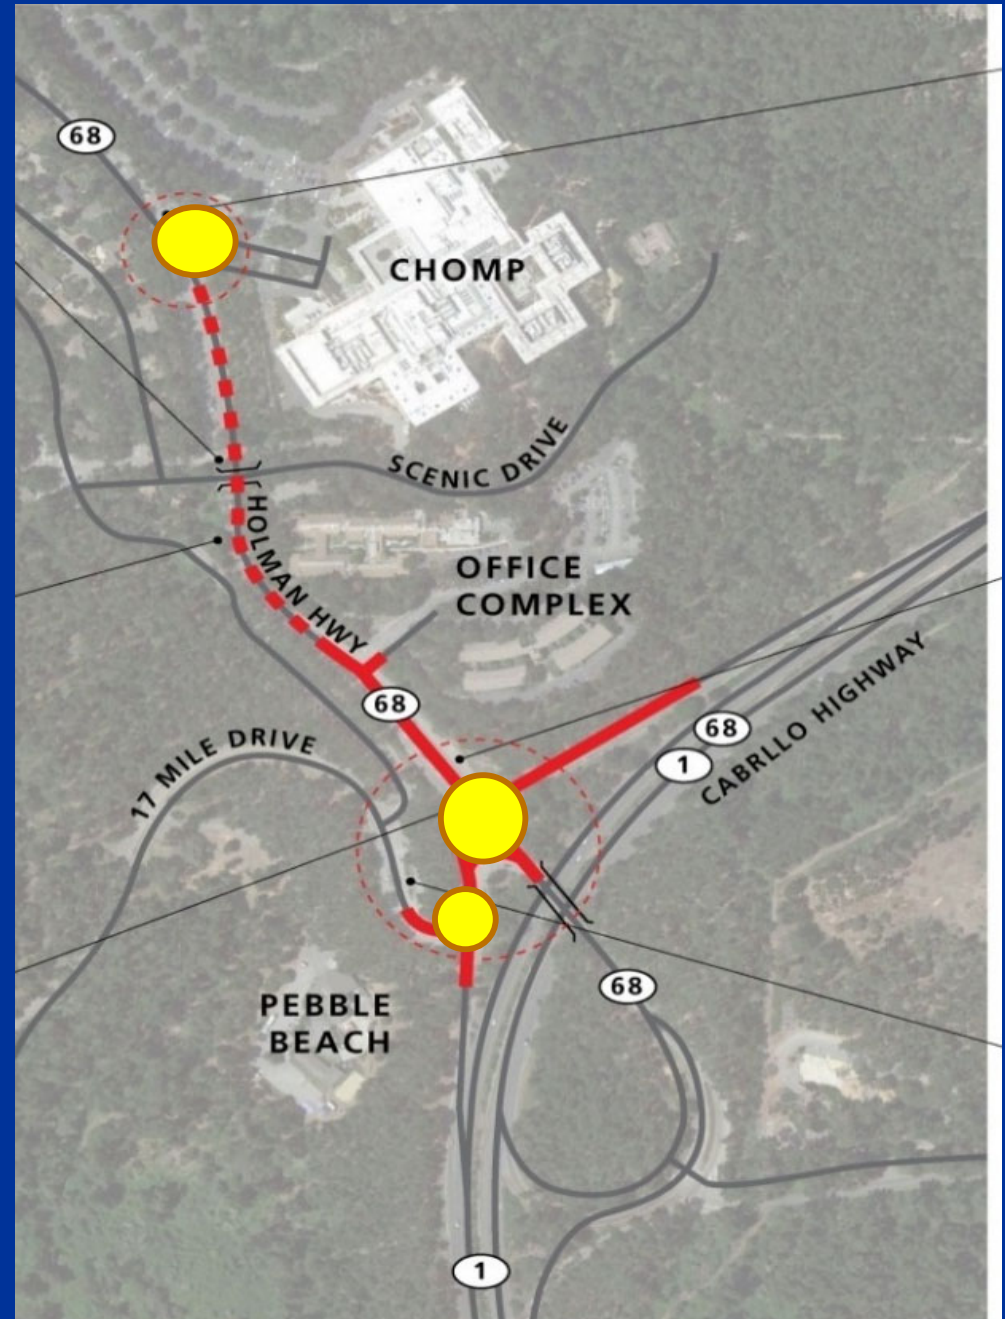 68
CHOMP
SCENIC DRIVE
HOLMAN HWY
OFFICE
COMPLEX
68
17 MILE DRIVE
68
1
CABRLLO HIGHWAY
68
PEBBLE
BEACH
1